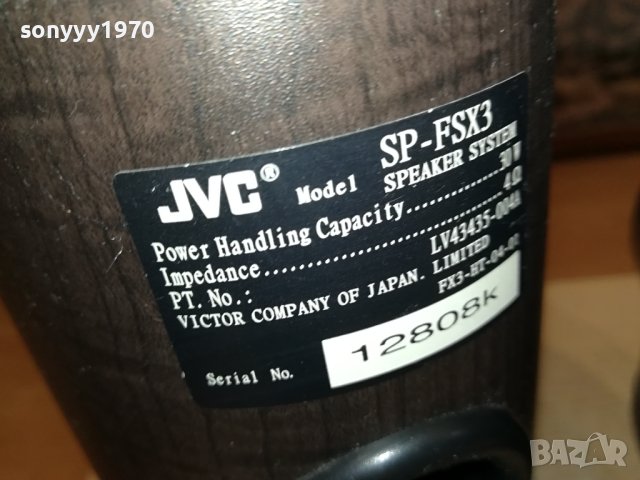 sonyyy1970
JVC® Model SP-FSX3
SPEAKER SYSTEM
Power Handling Capacity..................30W
Impedance..............................4Ω
PT. No.: LV43435-004A
VICTOR COMPANY OF JAPAN. LIMITED
FX3-HT-04-01
Serial No. 12808K
BAZAR